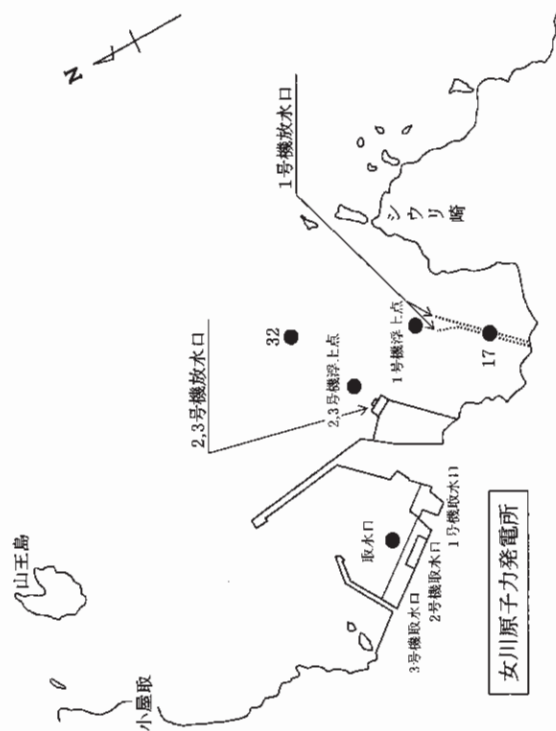 N
1号機放水口
シウリ崎
2,3号機放水口
32
2,3号機浮上点
1号機浮上点
17
山王島
小屋取
取水口
1号機取水口
2号機取水口
3号機取水口
女川原子力発電所